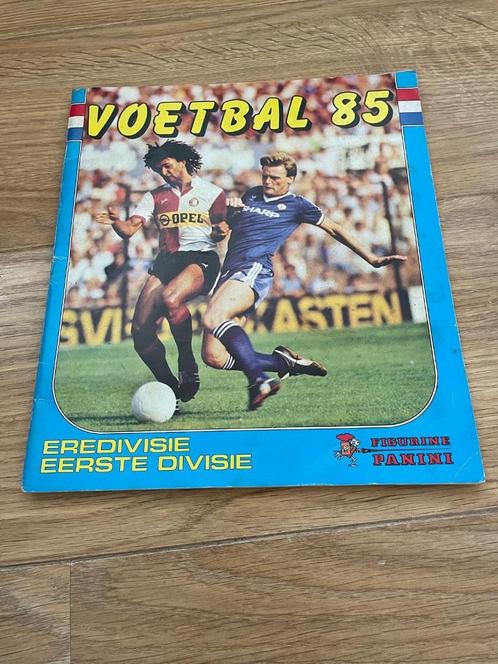 VOETBAL 85
OPEL
SHARP
KASTEN
EREDIVISIE
EERSTE DIVISIE
FIGURINE
PANINI